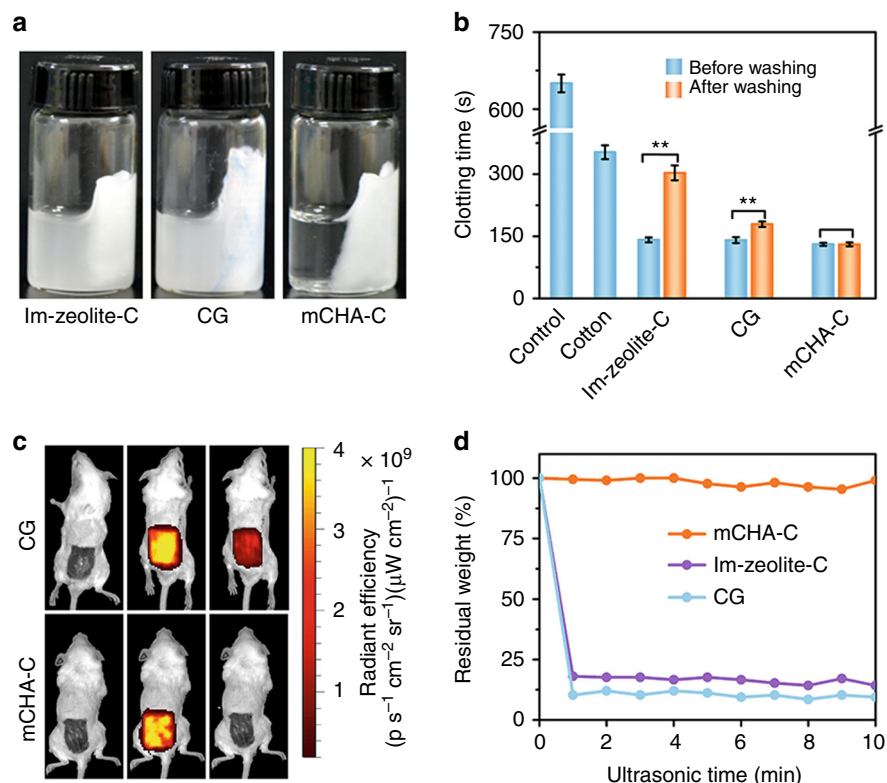 a
Im-zeolite-C CG mCHA-C
b
Clotting time (s)
750
600
300
150
0
Before washing
After washing
**
**
Control
Cotton
Im-zeolite-C
CG
mCHA-C
c
CG
mCHA-C
4
3
2
1
× 10⁹
Radiant efficiency
(p s⁻¹ cm⁻² sr⁻¹)(μW cm⁻²)⁻¹
d
Residual weight (%)
100
75
50
25
0
mCHA-C
Im-zeolite-C
CG
0 2 4 6 8 10
Ultrasonic time (min)